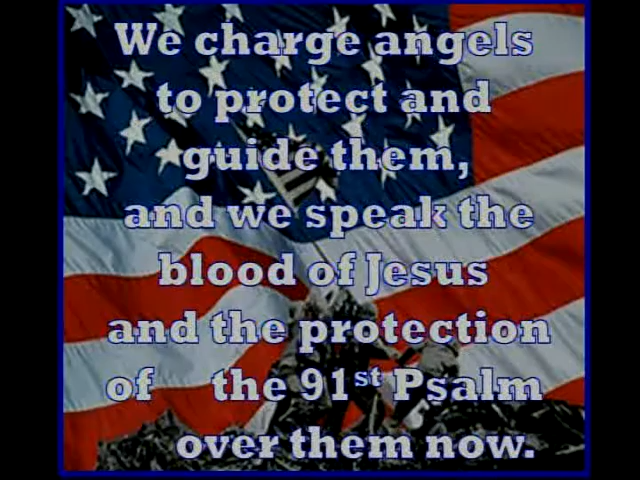 We charge angels
to protect and
guide them,
and we speak the
blood of Jesus
and the protection
of the 91st Psalm
over them now.